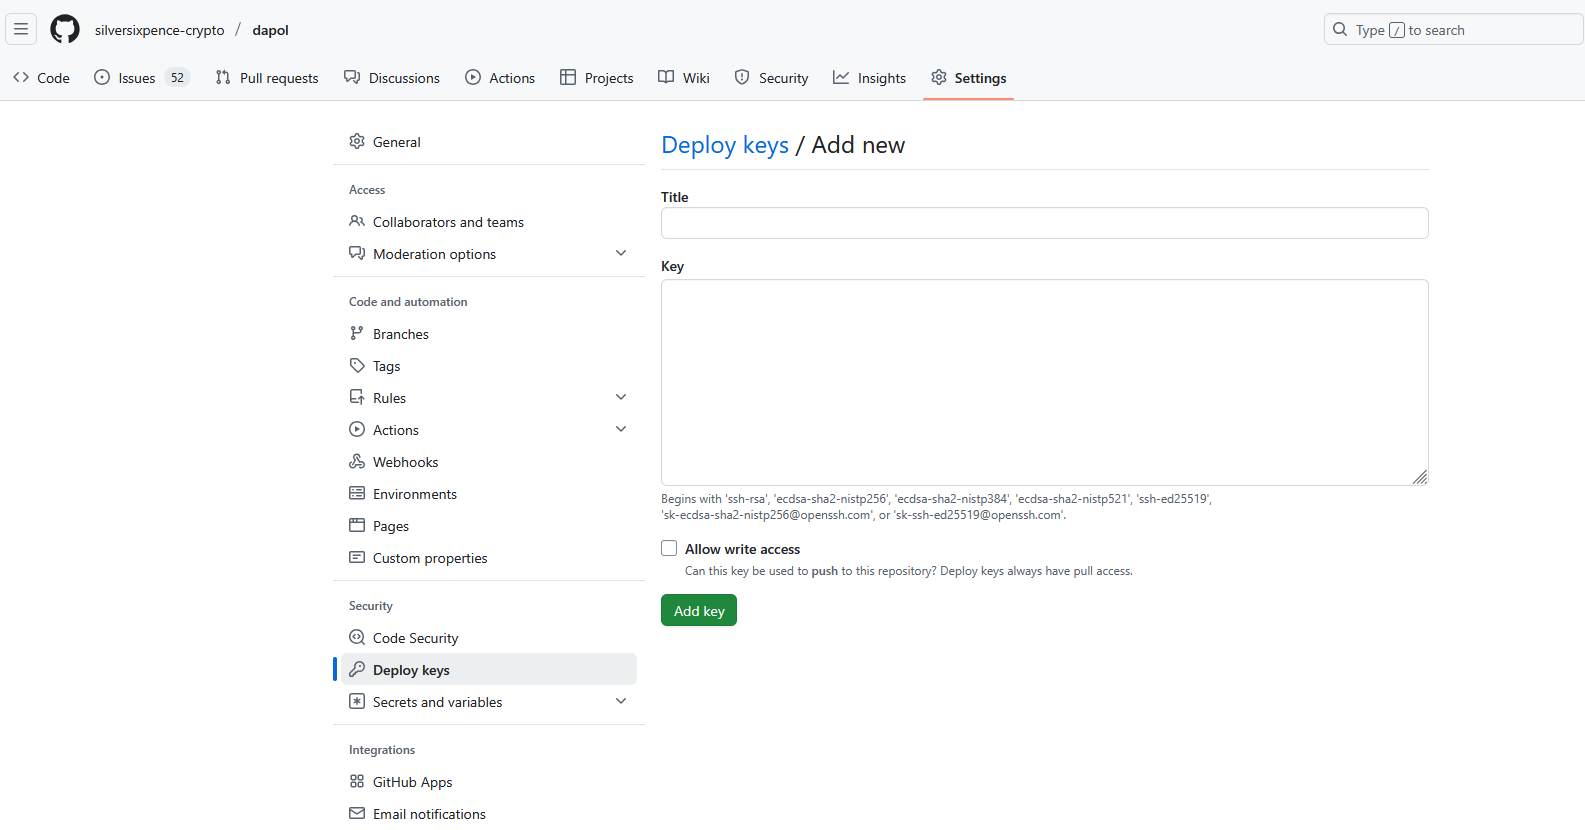 silversixpence-crypto / dapol
Type / to search
Code Issues 52 Pull requests Discussions Actions Projects Wiki Security Insights Settings
General
Access
Collaborators and teams
Moderation options
Code and automation
Branches
Tags
Rules
Actions
Webhooks
Environments
Pages
Custom properties
Security
Code Security
Deploy keys
Secrets and variables
Integrations
GitHub Apps
Email notifications
Deploy keys / Add new
Title
Key
Begins with 'ssh-rsa', 'ecdsa-sha2-nistp256', 'ecdsa-sha2-nistp384', 'ecdsa-sha2-nistp521', 'ssh-ed25519',
'sk-ecdsa-sha2-nistp256@openssh.com', or 'sk-ssh-ed25519@openssh.com'.
Allow write access
Can this key be used to push to this repository? Deploy keys always have pull access.
Add key